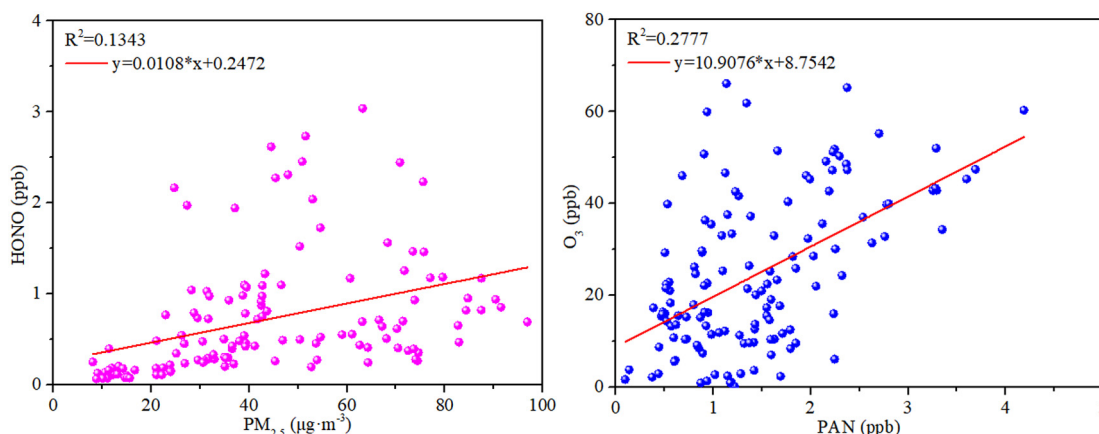 R²=0.1343
y=0.0108*x+0.2472
HONO (ppb)
4
3
2
1
0
0 20 40 60 80 100
PM₂.₅ (μg·m⁻³)
R²=0.2777
y=10.9076*x+8.7542
O₃ (ppb)
80
60
40
20
0
0 1 2 3 4 5
PAN (ppb)